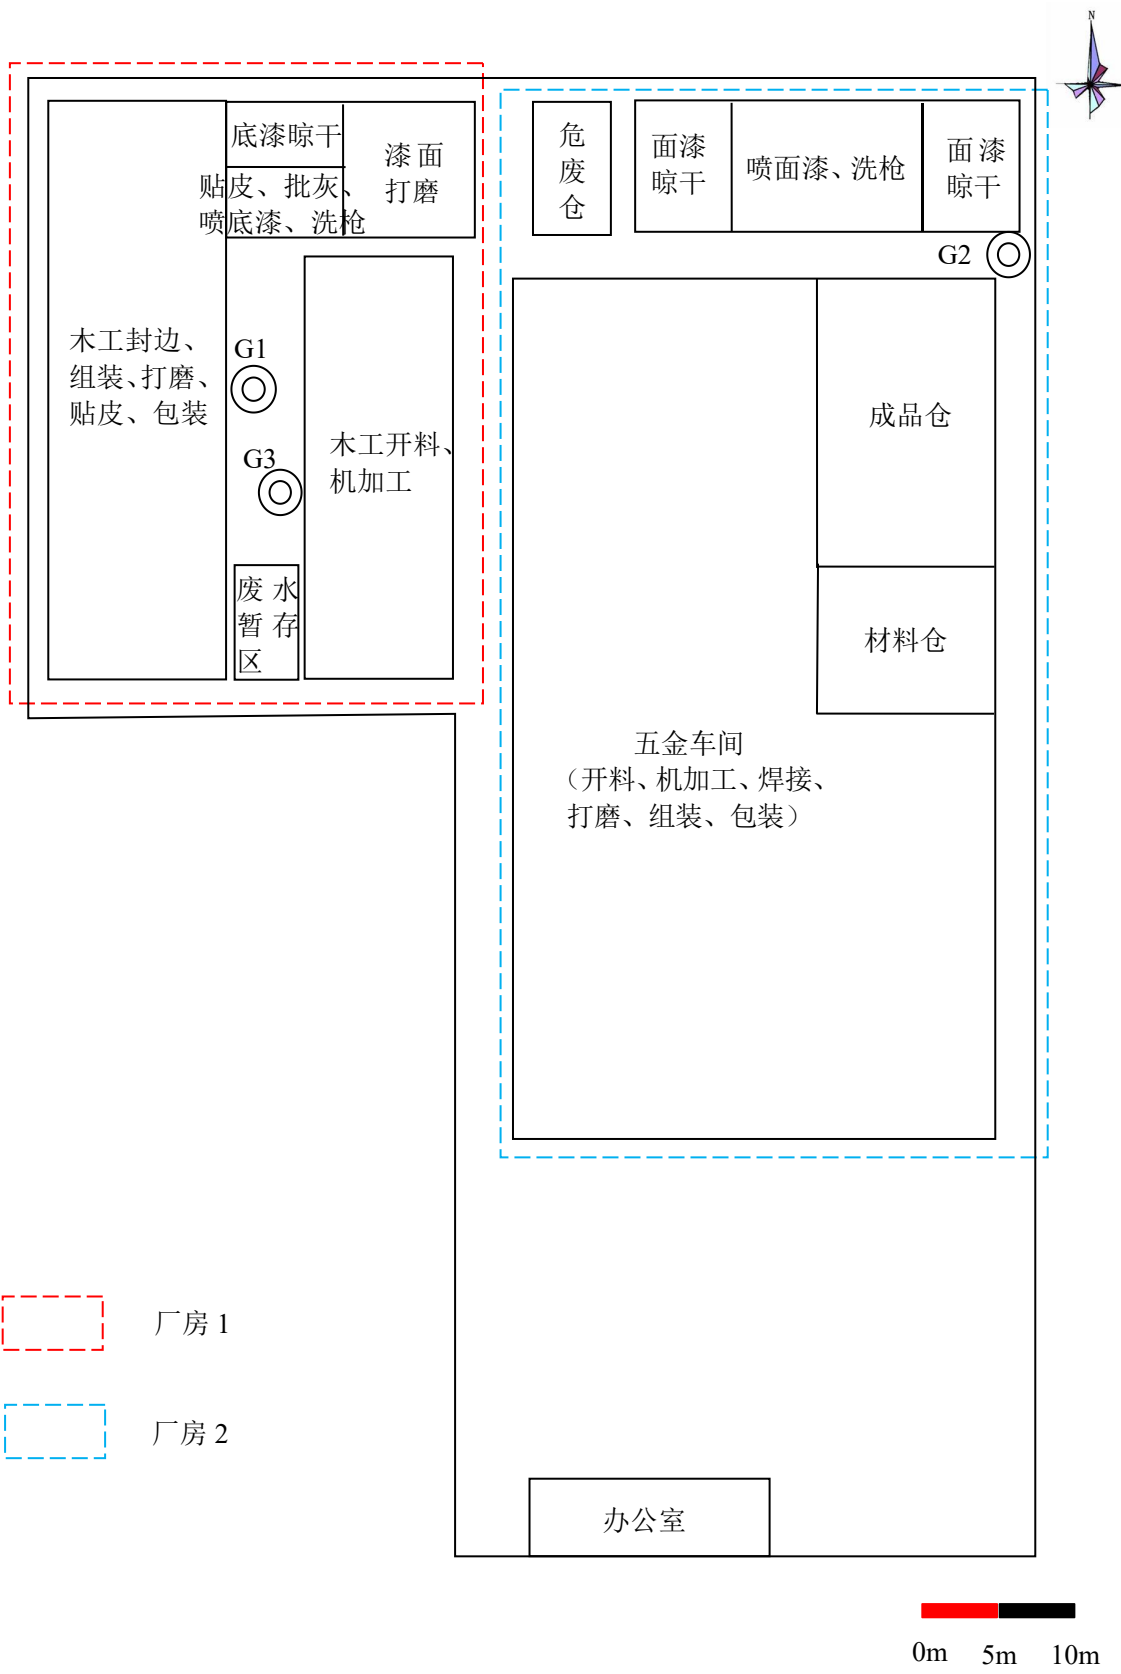 N
底漆晾干
漆面
打磨
贴皮、批灰、
喷底漆、洗枪
危
废
仓
面漆
晾干
喷面漆、洗枪
面漆
晾干
G2
木工封边、
组装、打磨、
贴皮、包装
G1
G3
木工开料、
机加工
废水
暂存
区
成品仓
材料仓
五金车间
（开料、机加工、焊接、
打磨、组装、包装）
厂房 1
厂房 2
办公室
0m 5m 10m